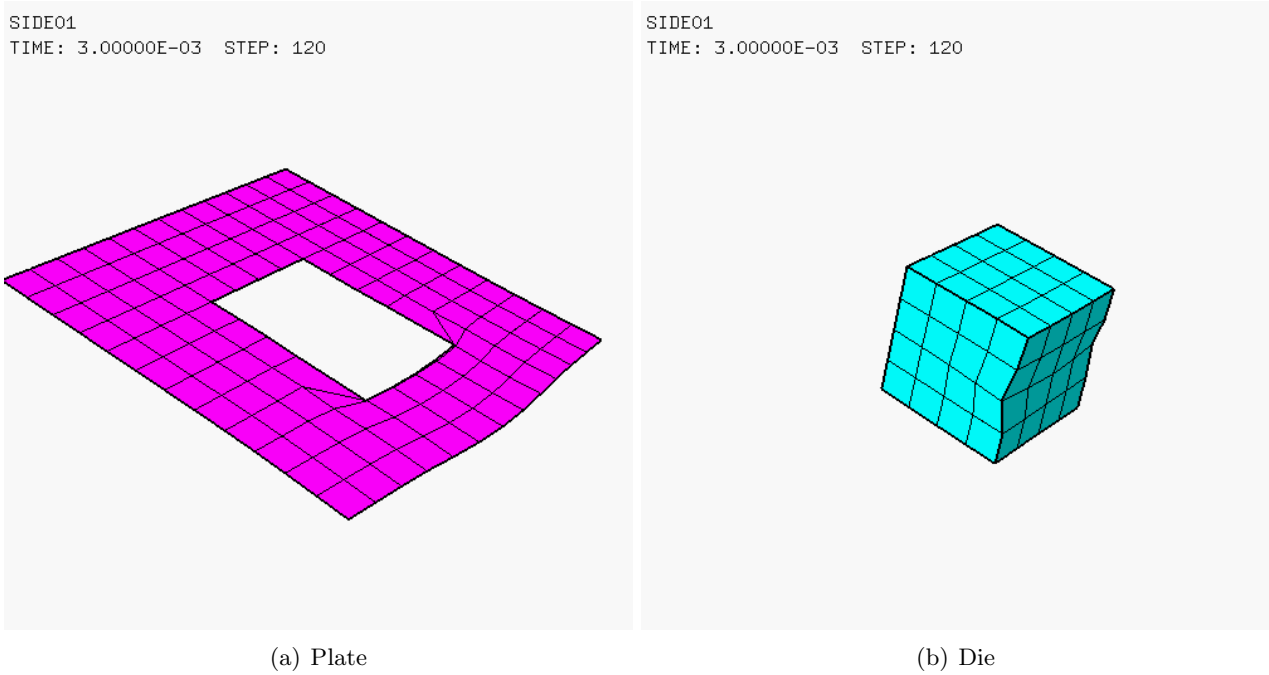 SIDE01
TIME: 3.00000E-03 STEP: 120
SIDE01
TIME: 3.00000E-03 STEP: 120
(a) Plate
(b) Die